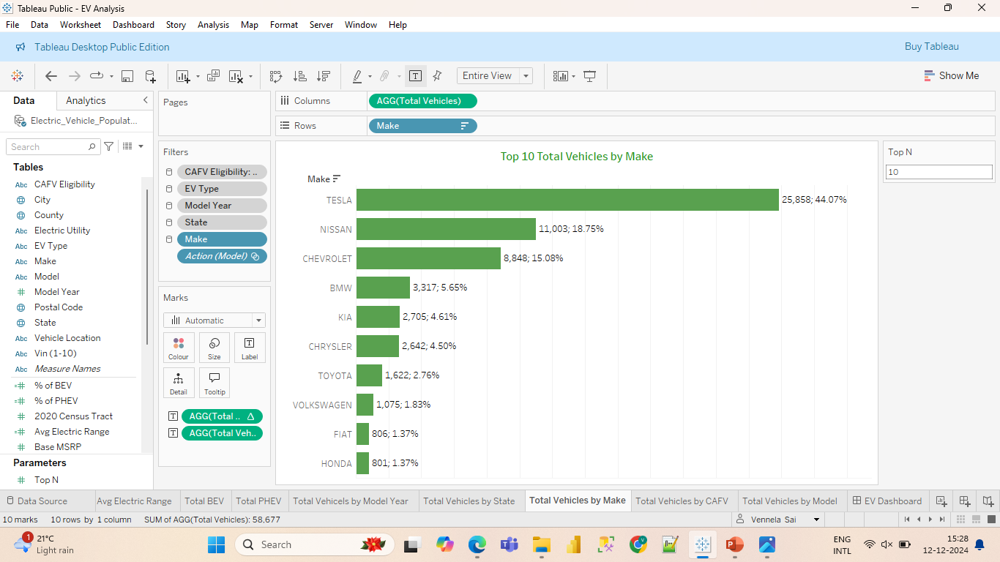 Tableau Public - EV Analysis
File Data Worksheet Dashboard Story Analysis Map Format Server Window Help
Tableau Desktop Public Edition Buy Tableau
Entire View Show Me
Data Analytics
Electric_Vehicle_Populat...
Search
Tables
Abc CAFV Eligibility
City
County
Abc Electric Utility
Abc EV Type
Abc Make
Abc Model
# Model Year
Postal Code
State
Abc Vehicle Location
Abc Vin (1-10)
Abc Measure Names
=# % of BEV
=# % of PHEV
# 2020 Census Tract
=# Avg Electric Range
# Base MSRP
Parameters
# Top N
Pages
Filters
CAFV Eligibility: ..
EV Type
Model Year
State
Make
Action (Model)
Marks
Automatic
Colour Size Label
Detail Tooltip
AGG(Total .. Δ
AGG(Total Veh..
Columns AGG(Total Vehicles)
Rows Make
Top 10 Total Vehicles by Make
Make
TESLA 25,858; 44.07%
NISSAN 11,003; 18.75%
CHEVROLET 8,848; 15.08%
BMW 3,317; 5.65%
KIA 2,705; 4.61%
CHRYSLER 2,642; 4.50%
TOYOTA 1,622; 2.76%
VOLKSWAGEN 1,075; 1.83%
FIAT 806; 1.37%
HONDA 801; 1.37%
Top N
10
Data Source Avg Electric Range Total BEV Total PHEV Total Vehicels by Model Year Total Vehicles by State Total Vehicles by Make Total Vehicles by CAFV Total Vehicles by Model EV Dashboard
10 marks 10 rows by 1 column SUM of AGG(Total Vehicles): 58,677 Vennela Sai
1 21°C
Light rain
Search
ENG
INTL
15:28
12-12-2024